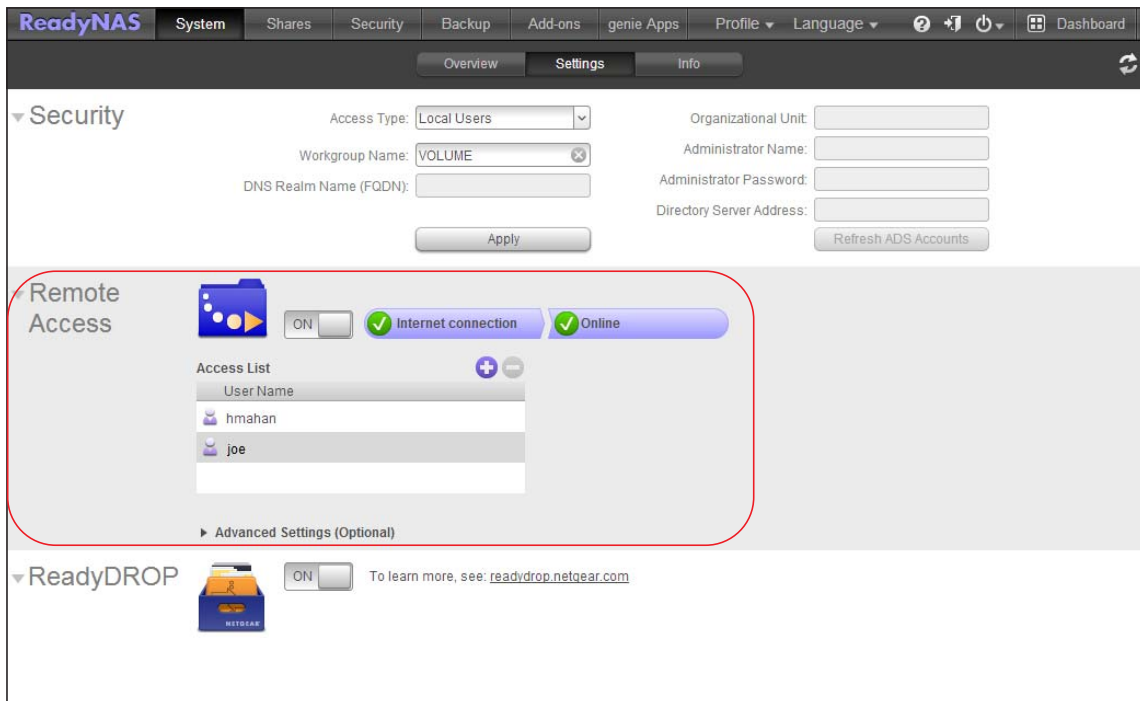 ReadyNAS System Shares Security Backup Add-ons genie Apps Profile Language Dashboard
Overview Settings Info
Security
Access Type: Local Users
Workgroup Name: VOLUME
DNS Realm Name (FQDN):
Apply
Organizational Unit:
Administrator Name:
Administrator Password:
Directory Server Address:
Refresh ADS Accounts
Remote
Access
ON Internet connection Online
Access List
User Name
hmahan
joe
Advanced Settings (Optional)
ReadyDROP
ON To learn more, see: readydrop.netgear.com
NETGEAR